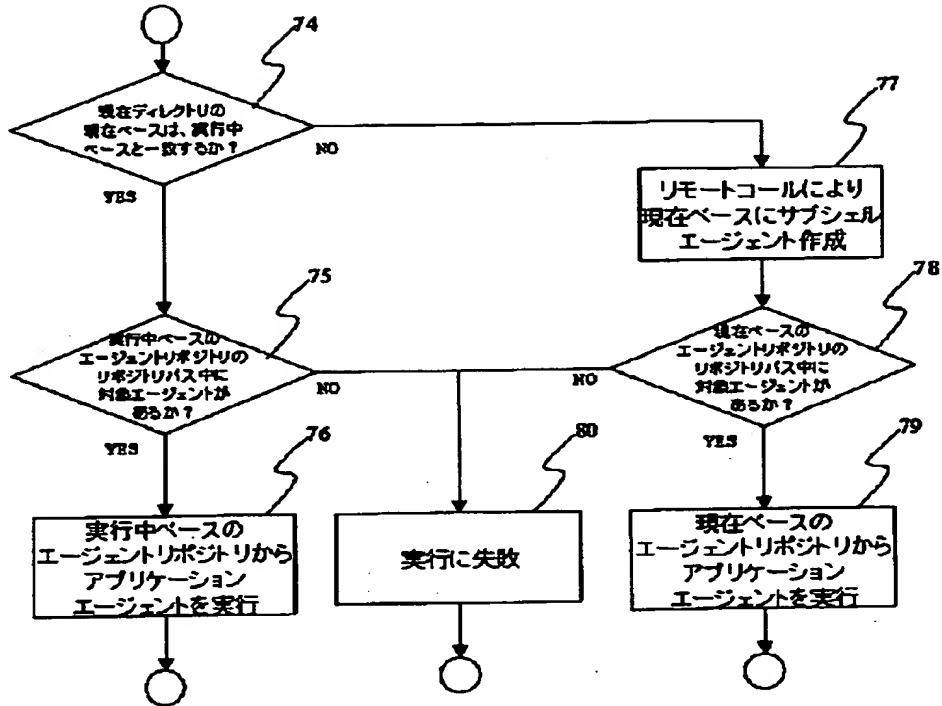 74
現在ディレクトリの
現在ベースは、実行中
ベースと一致するか？
NO
YES
77
リモートコールにより
現在ベースにサブシェル
エージェント作成
75
実行中ベースの
エージェントリポジトリの
リポジトリパス中に
対象エージェントが
あるか？
NO
YES
78
現在ベースの
エージェントリポジトリの
リポジトリパス中に
対象エージェントが
あるか？
NO
YES
76
実行中ベースの
エージェントリポジトリから
アプリケーション
エージェントを実行
80
実行に失敗
79
現在ベースの
エージェントリポジトリから
アプリケーション
エージェントを実行